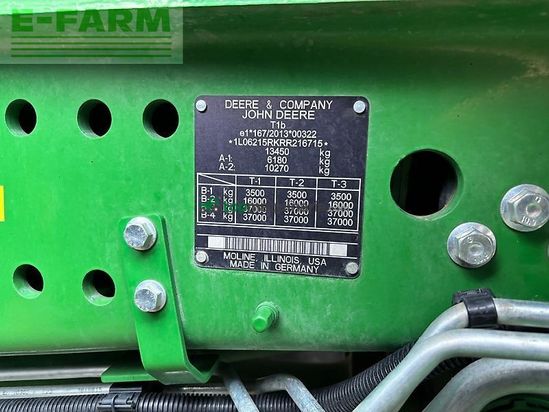 E-FARM
DEERE & COMPANY
JOHN DEERE
T1b
e1*167/2013*00322
*1L06215RKRR216715*
13450 kg
A-1: 6180 kg
A-2: 10270 kg
T-1 T-2 T-3
B-1 kg 3500 3500 3500
B-2 kg 16000 16000 16000
kg 37000 37000 37000
B-4 kg 37000 37000 37000
MOLINE, ILLINOIS, USA
MADE IN GERMANY